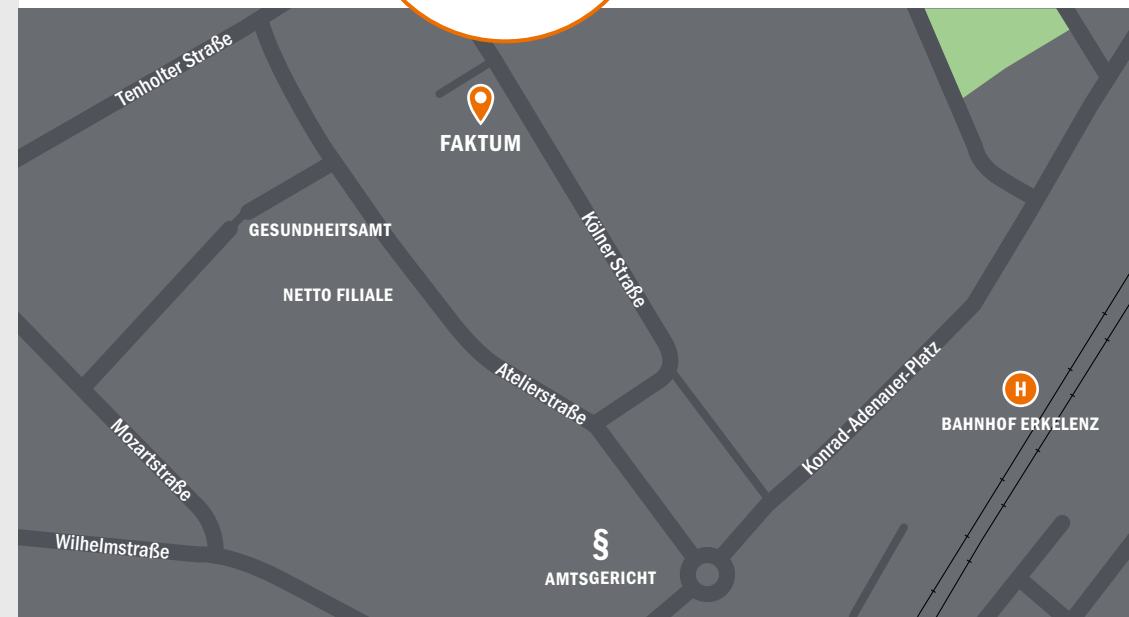 Tenholter Straße
FAKTUM
Kölner Straße
GESUNDHEITSAMT
NETTO FILIALE
Atelierstraße
Konrad-Adenauer-Platz
H
BAHNHOF ERKELENZ
Mozartstraße
Wilhelmstraße
§
AMTSGERICHT